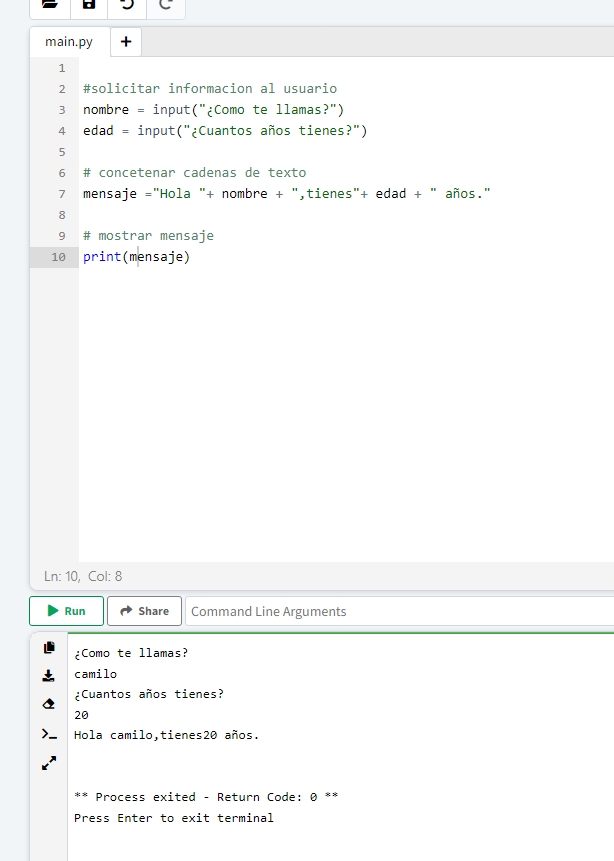 main.py +
1
2 #solicitar informacion al usuario
3 nombre = input("¿Como te llamas?")
4 edad = input("¿Cuantos años tienes?")
5
6 # concetenar cadenas de texto
7 mensaje ="Hola "+ nombre + ",tienes"+ edad + " años."
8
9 # mostrar mensaje
10 print(mensaje)
Ln: 10, Col: 8
Run Share Command Line Arguments
¿Como te llamas?
camilo
¿Cuantos años tienes?
20
Hola camilo,tienes20 años.
** Process exited - Return Code: 0 **
Press Enter to exit terminal